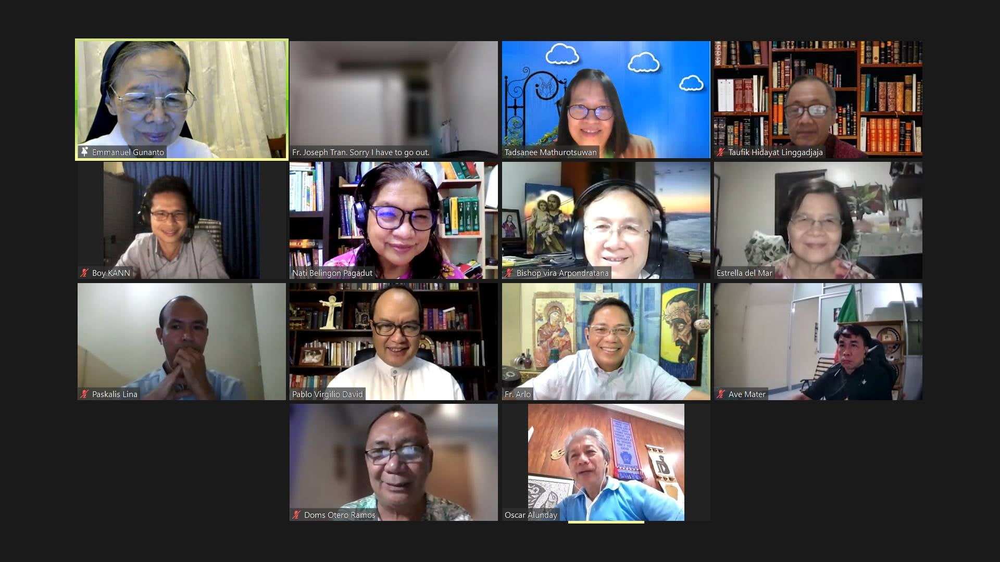 Emmanuel Gunanto
Fr. Joseph Tran. Sorry I have to go out.
Tadsanee Mathurotsuwan
Taufik Hidayat Linggadjaja
Boy KANN
Nati Belingon Pagadut
Bishop vira Arpondratana
Estrella del Mar
Paskalis Lina
Pablo Virgilio David
Fr. Arlo
Ave Mater
Doms Otero Ramos
Oscar Alunday